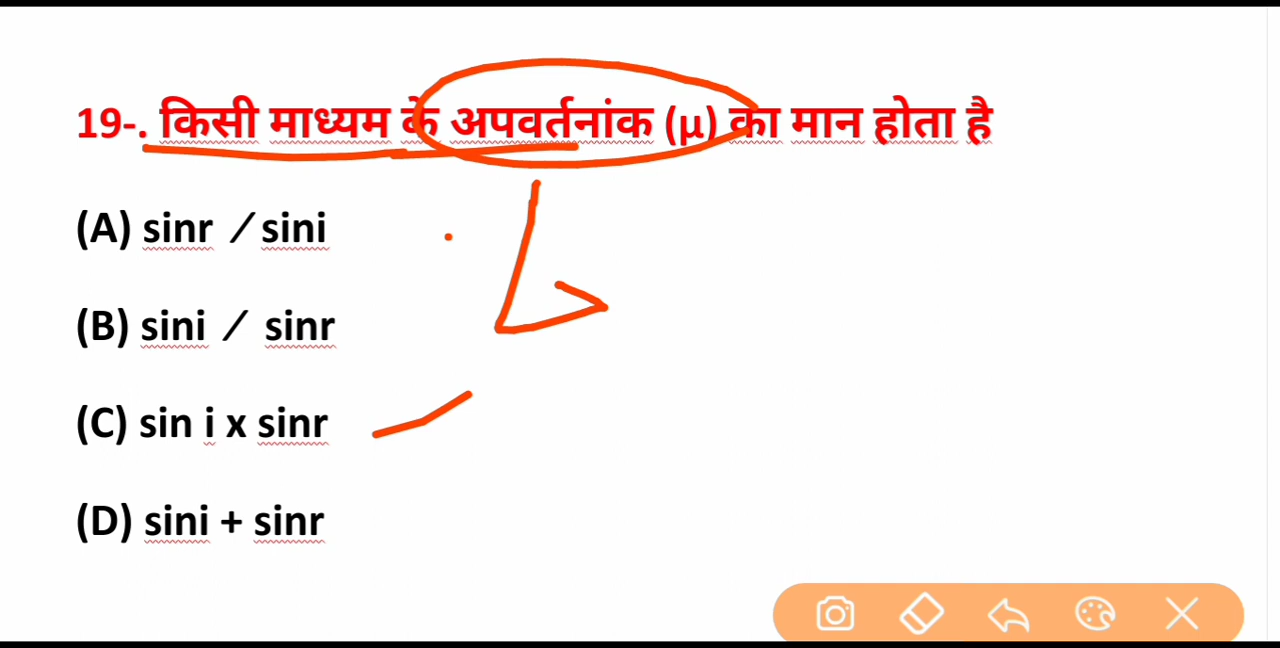 19-. किसी माध्यम के अपवर्तनांक (μ) का मान होता है
(A) sinr / sini
(B) sini / sinr
(C) sin i x sinr
(D) sini + sinr